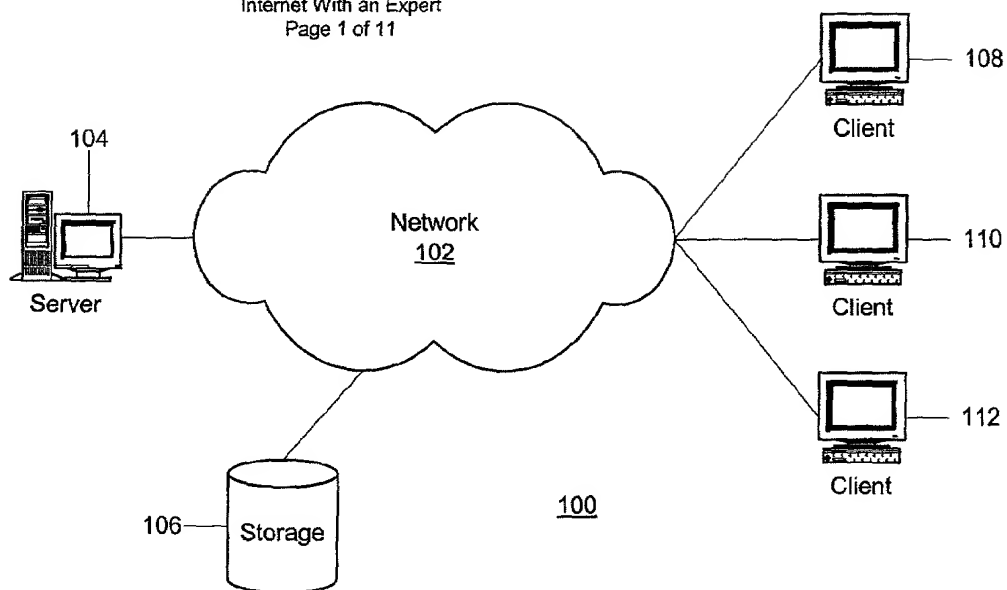 Internet With an Expert
Page 1 of 11
108
Client
104
Network
102
110
Server
Client
112
Client
100
106
Storage